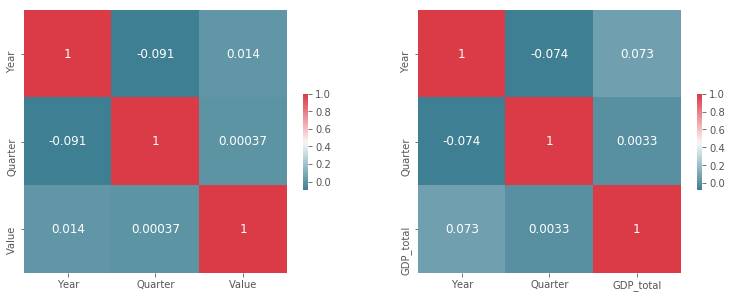 Year 1 -0.091 0.014
Quarter -0.091 1 0.00037
Value 0.014 0.00037 1
Year Quarter Value
1.0
0.8
0.6
0.4
0.2
0.0
Year 1 -0.074 0.073
Quarter -0.074 1 0.0033
GDP_total 0.073 0.0033 1
Year Quarter GDP_total
1.0
0.8
0.6
0.4
0.2
0.0